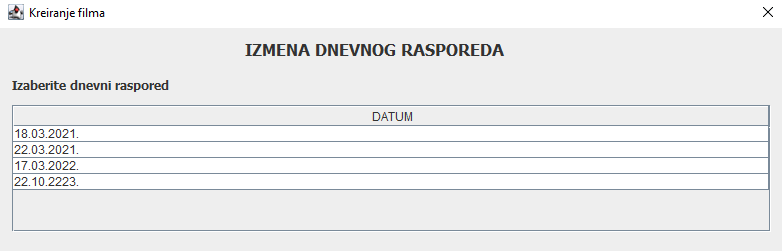 Kreiranje filma
IZMENA DNEVNOG RASPOREDA
Izaberite dnevni raspored
DATUM
18.03.2021.
22.03.2021.
17.03.2022.
22.10.2223.